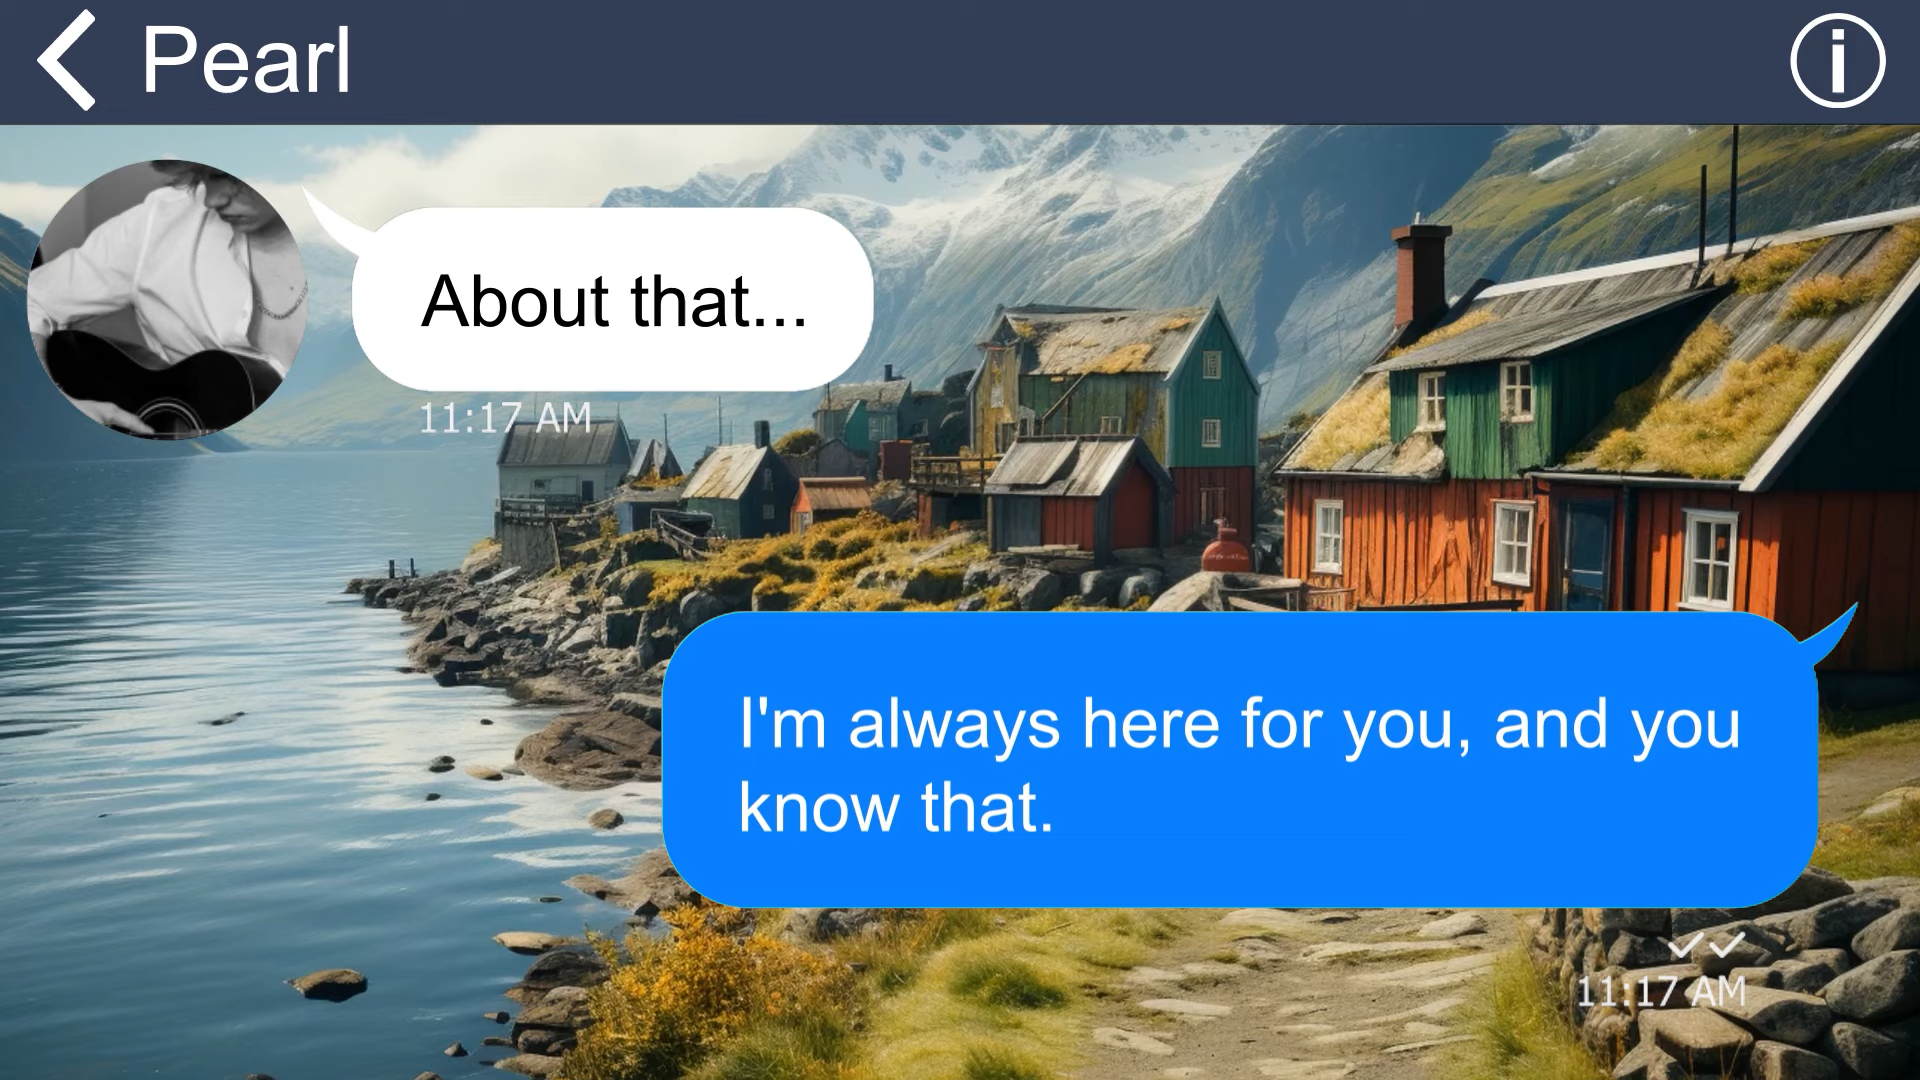 Pearl
About that...
11:17 AM
I'm always here for you, and you
know that.
11:17 AM